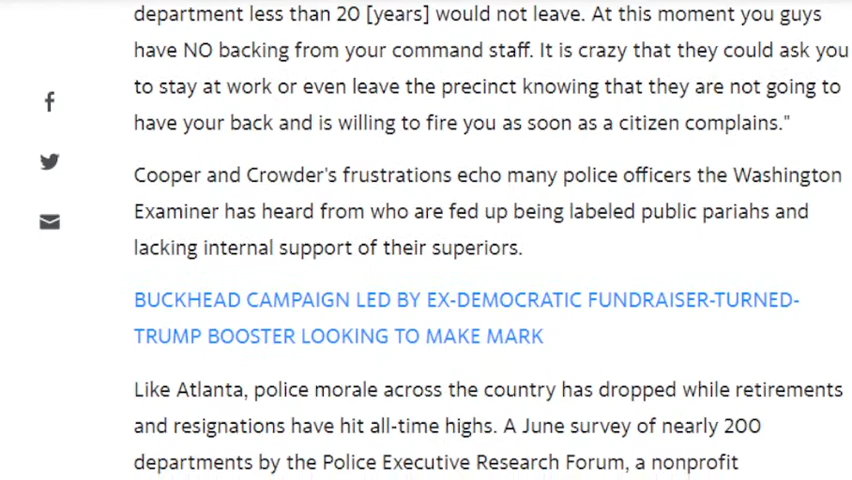 department less than 20 [years] would not leave. At this moment you guys
have NO backing from your command staff. It is crazy that they could ask you
to stay at work or even leave the precinct knowing that they are not going to
have your back and is willing to fire you as soon as a citizen complains."
Cooper and Crowder's frustrations echo many police officers the Washington
Examiner has heard from who are fed up being labeled public pariahs and
lacking internal support of their superiors.
BUCKHEAD CAMPAIGN LED BY EX-DEMOCRATIC FUNDRAISER-TURNED-
TRUMP BOOSTER LOOKING TO MAKE MARK
Like Atlanta, police morale across the country has dropped while retirements
and resignations have hit all-time highs. A June survey of nearly 200
departments by the Police Executive Research Forum, a nonprofit